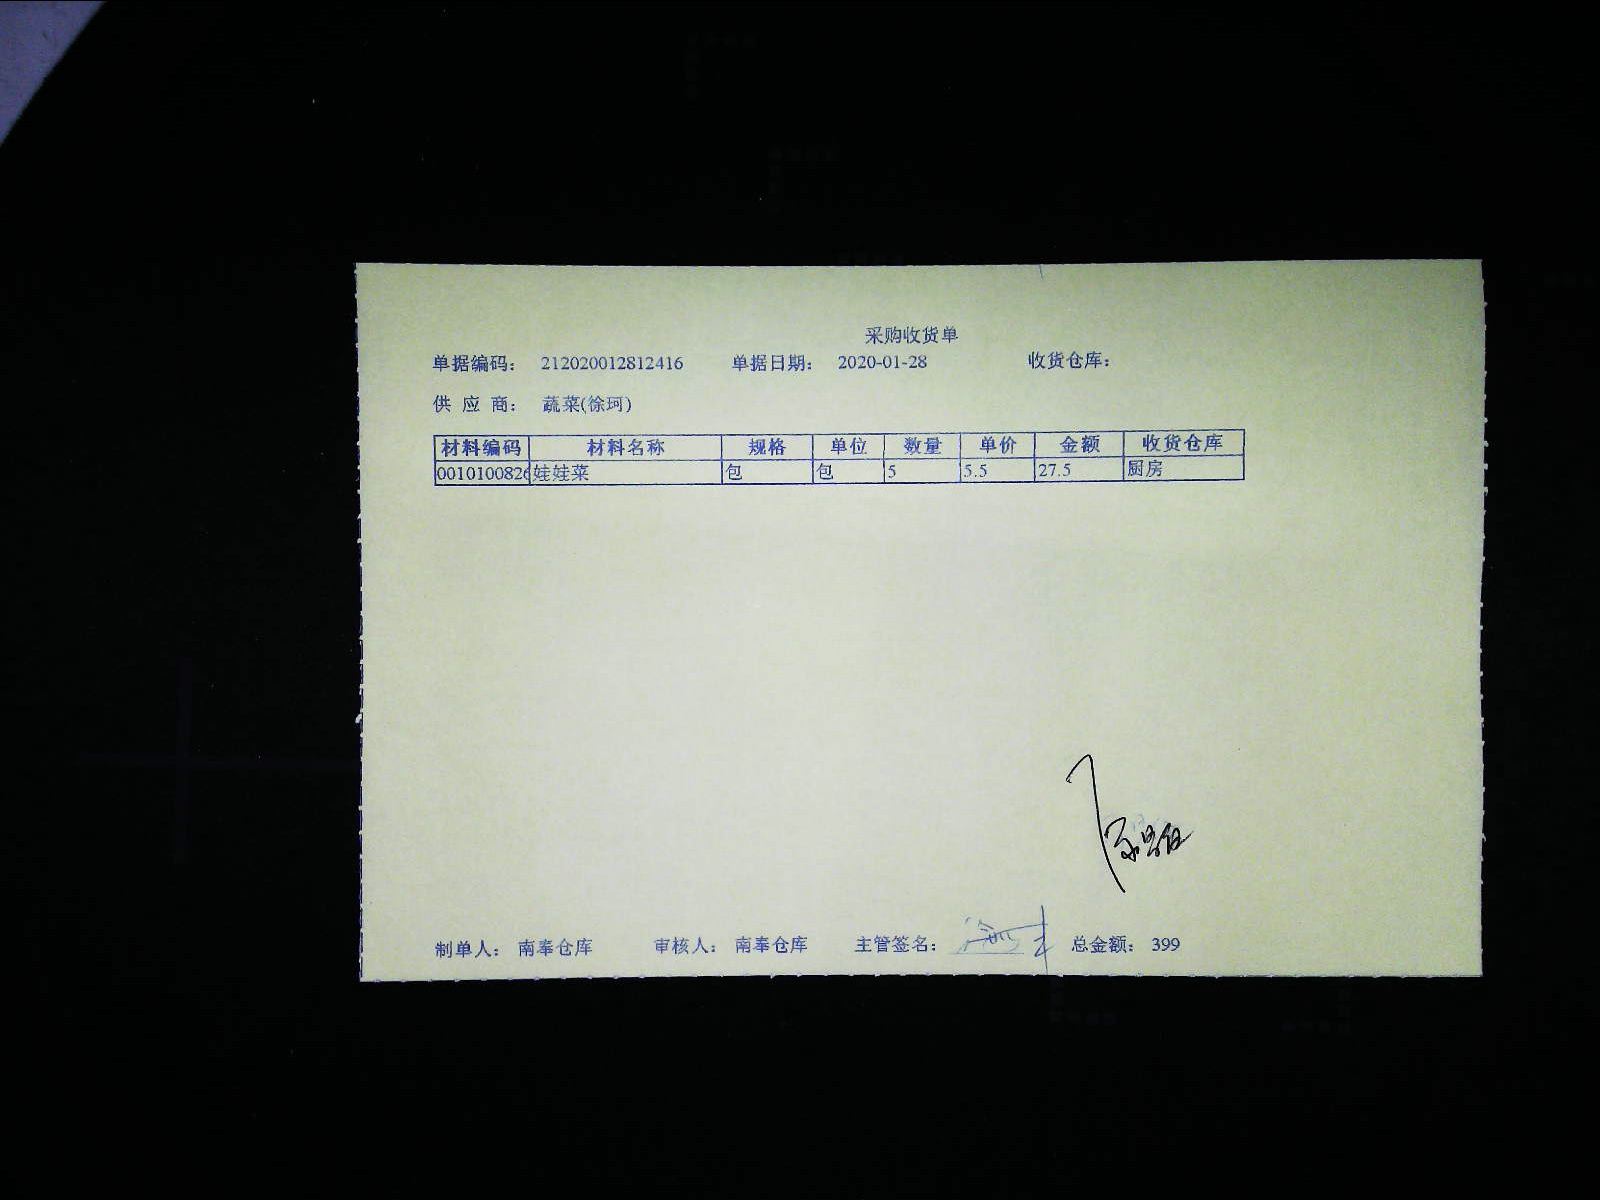 采购收货单
单据编码： 212020012812416 单据日期： 2020-01-28 收货仓库：
供 应 商： 蔬菜(徐珂)
材料编码 材料名称 规格 单位 数量 单价 金额 收货仓库
0010100826 娃娃菜 包 包 5 5.5 27.5 厨房
制单人： 南奉仓库 审核人： 南奉仓库 主管签名： 总金额： 399